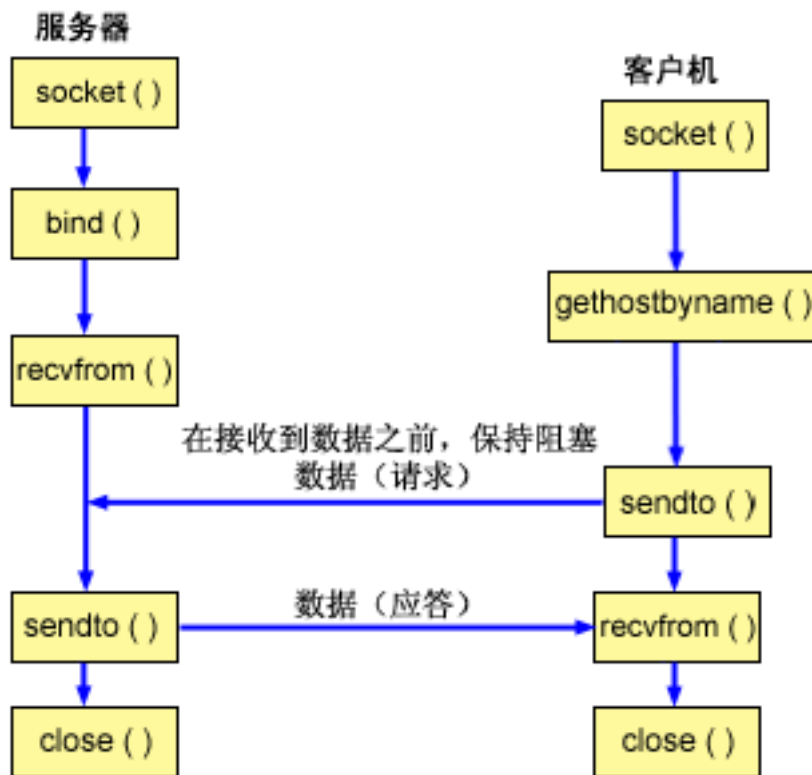 服务器
socket ( )
bind ( )
recvfrom ( )
客户机
socket ( )
gethostbyname ( )
在接收到数据之前，保持阻塞
数据（请求）
sendto ( )
sendto ( )
数据（应答）
recvfrom ( )
close ( )
close ( )